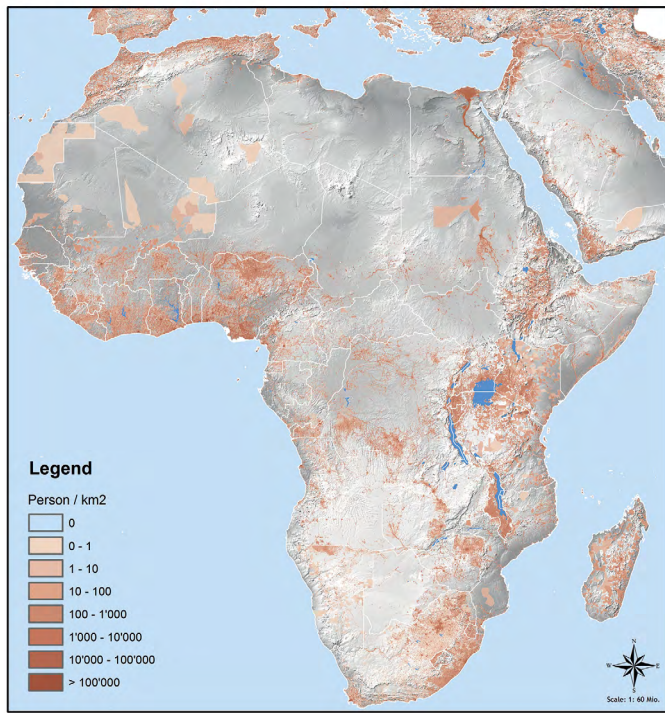 Legend
Person / km2
0
0 - 1
1 - 10
10 - 100
100 - 1'000
1'000 - 10'000
10'000 - 100'000
> 100'000
N
W E
S
Scale: 1: 60 Mio.